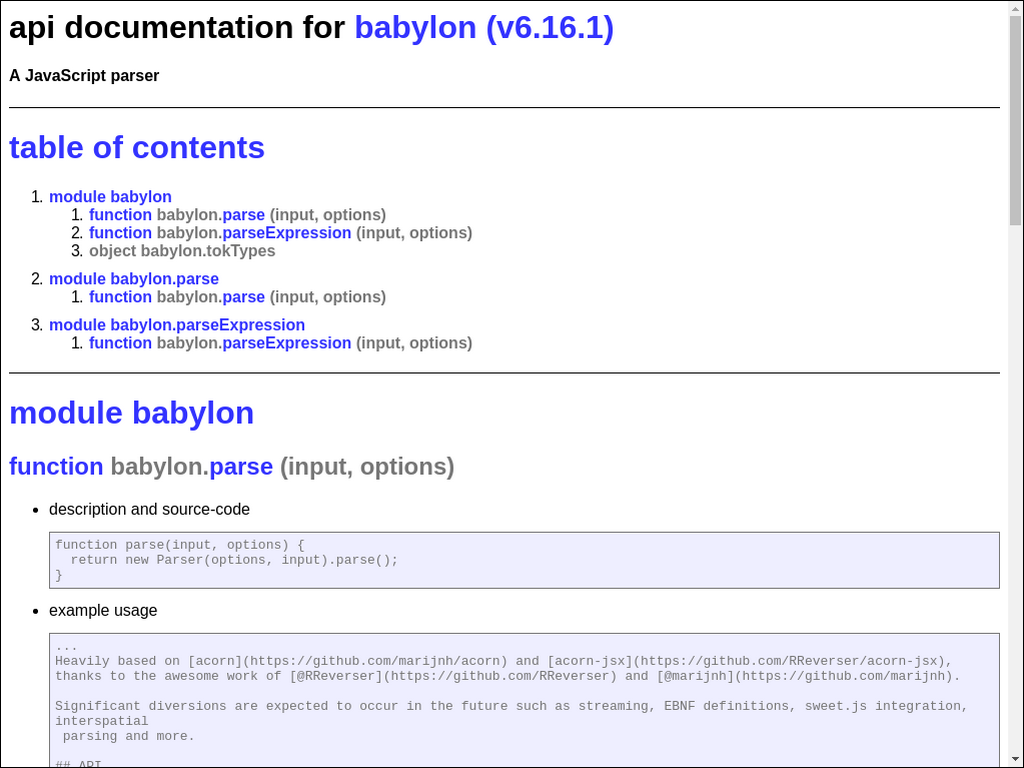 api documentation for babylon (v6.16.1)
A JavaScript parser
table of contents
1. module babylon
1. function babylon.parse (input, options)
2. function babylon.parseExpression (input, options)
3. object babylon.tokTypes
2. module babylon.parse
1. function babylon.parse (input, options)
3. module babylon.parseExpression
1. function babylon.parseExpression (input, options)
module babylon
function babylon.parse (input, options)
• description and source-code
function parse(input, options) {
  return new Parser(options, input).parse();
}
• example usage
...
Heavily based on [acorn](https://github.com/marijnh/acorn) and [acorn-jsx](https://github.com/RReverser/acorn-jsx),
thanks to the awesome work of [@RReverser](https://github.com/RReverser) and [@marijnh](https://github.com/marijnh).
Significant diversions are expected to occur in the future such as streaming, EBNF definitions, sweet.js integration,
interspatial
 parsing and more.
## API